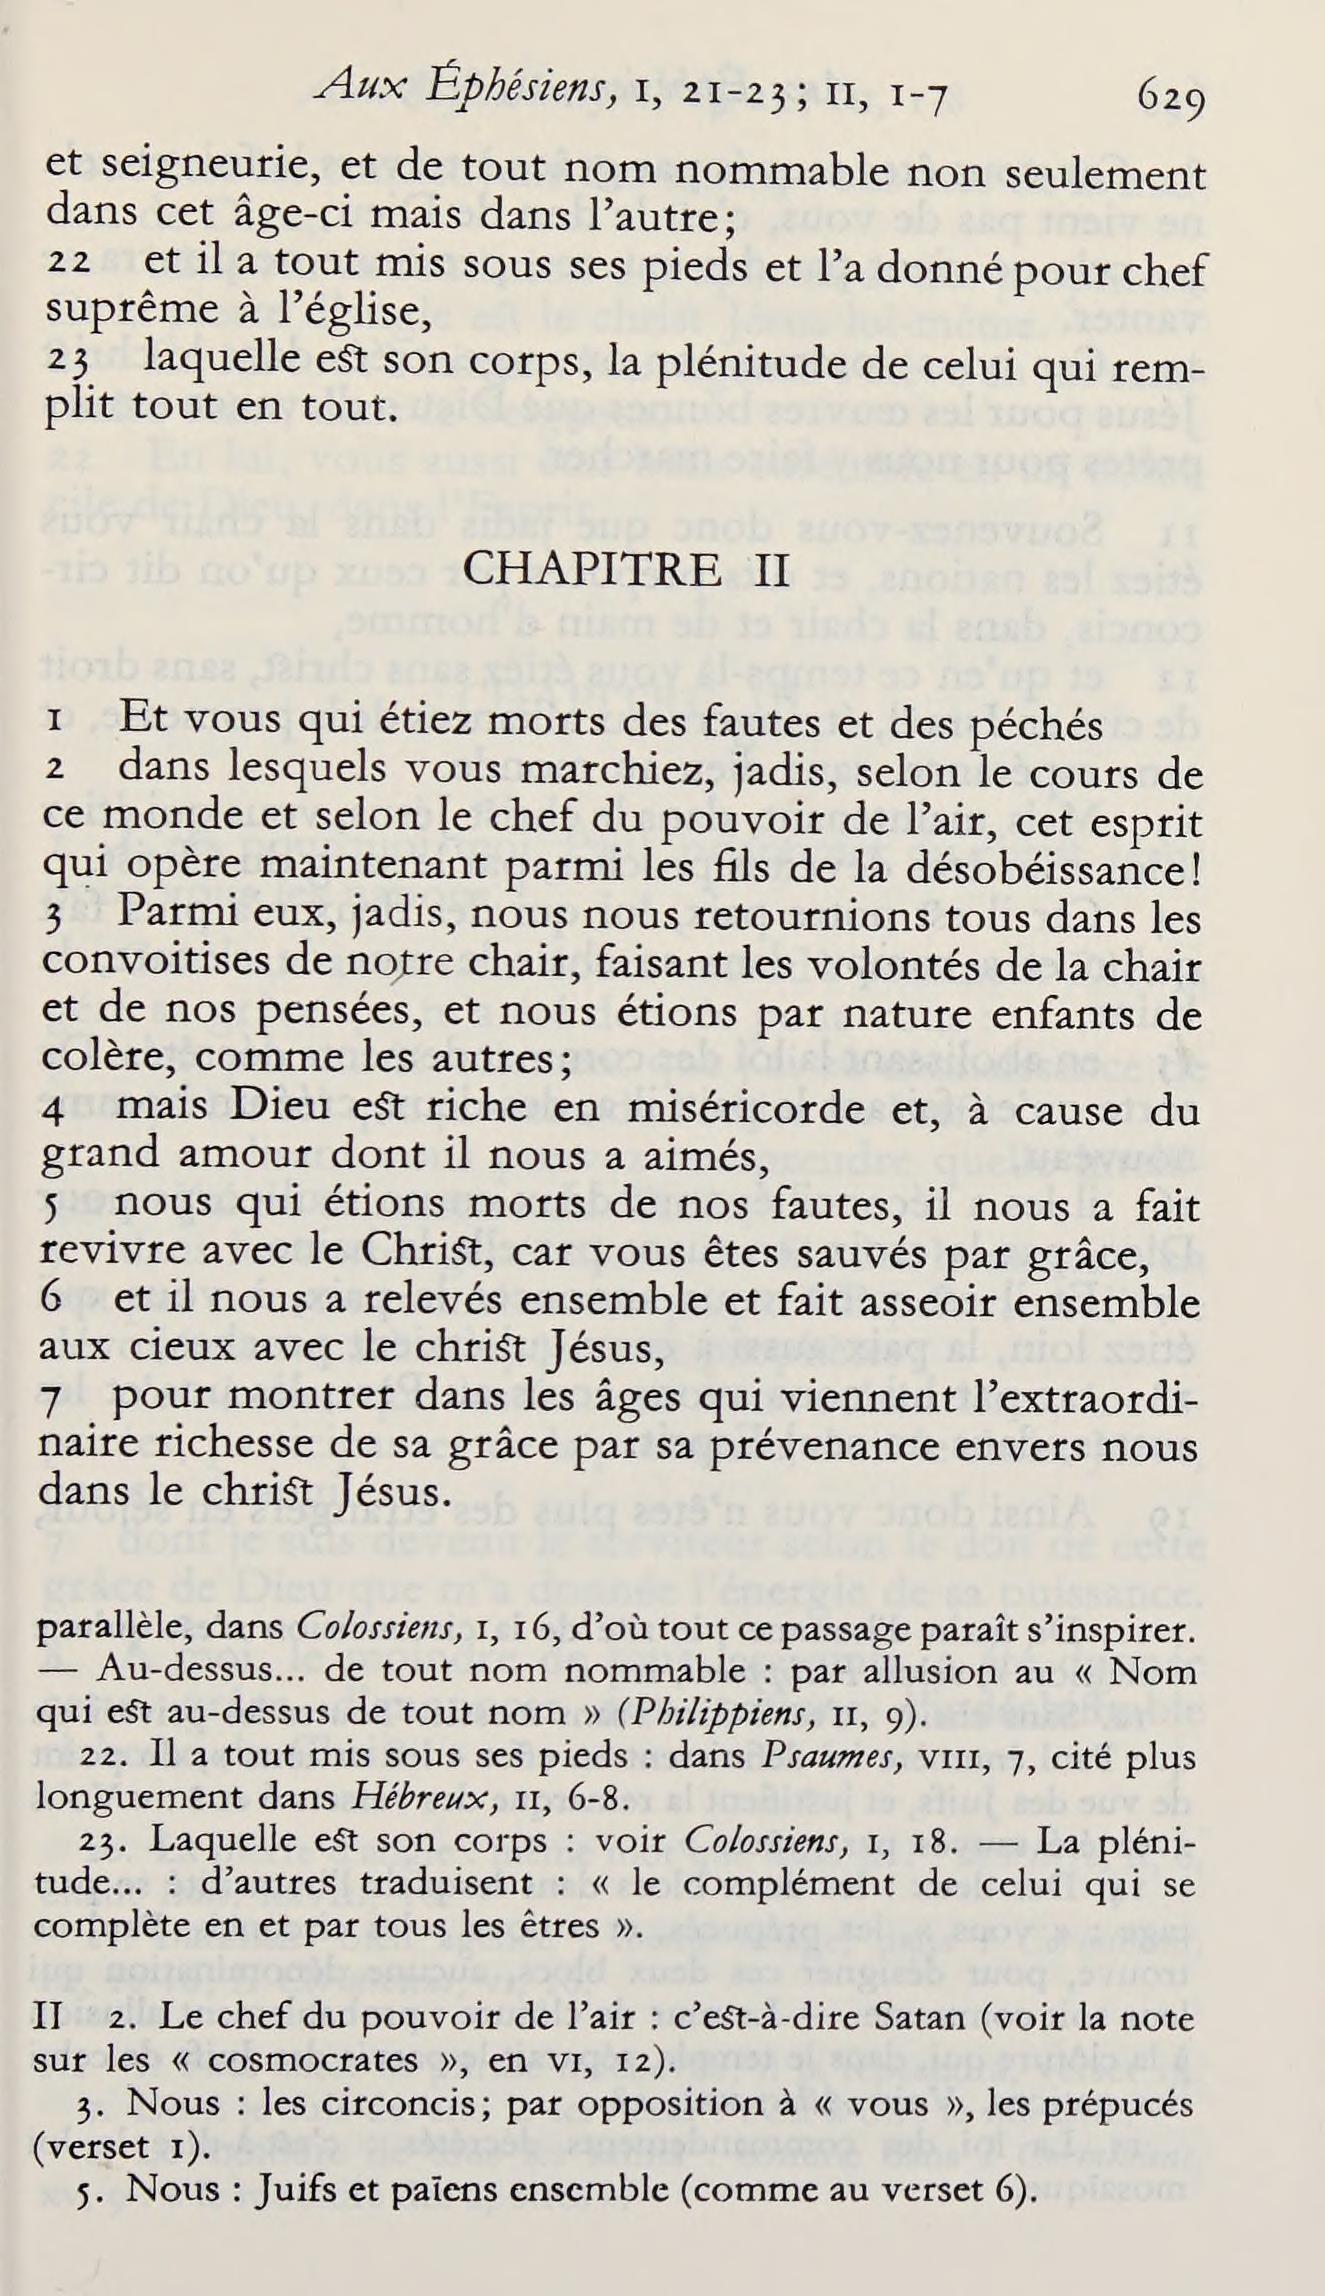 Aux Éphésiens, I, 21-23; II, 1-7 629
et seigneurie, et de tout nom nommable non seulement
dans cet âge-ci mais dans l'autre;
22 et il a tout mis sous ses pieds et l'a donné pour chef
suprême à l'église,
23 laquelle est son corps, la plénitude de celui qui rem-
plit tout en tout.
CHAPITRE II
1 Et vous qui étiez morts des fautes et des péchés
2 dans lesquels vous marchiez, jadis, selon le cours de
ce monde et selon le chef du pouvoir de l'air, cet esprit
qui opère maintenant parmi les fils de la désobéissance!
3 Parmi eux, jadis, nous nous retournions tous dans les
convoitises de notre chair, faisant les volontés de la chair
et de nos pensées, et nous étions par nature enfants de
colère, comme les autres;
4 mais Dieu est riche en miséricorde et, à cause du
grand amour dont il nous a aimés,
5 nous qui étions morts de nos fautes, il nous a fait
revivre avec le Christ, car vous êtes sauvés par grâce,
6 et il nous a relevés ensemble et fait asseoir ensemble
aux cieux avec le christ Jésus,
7 pour montrer dans les âges qui viennent l'extraordi-
naire richesse de sa grâce par sa prévenance envers nous
dans le christ Jésus.
parallèle, dans Colossiens, I, 16, d'où tout ce passage paraît s'inspirer.
— Au-dessus... de tout nom nommable : par allusion au « Nom
qui est au-dessus de tout nom » (Philippiens, II, 9).
22. Il a tout mis sous ses pieds : dans Psaumes, VIII, 7, cité plus
longuement dans Hébreux, II, 6-8.
23. Laquelle est son corps : voir Colossiens, I, 18. — La pléni-
tude... : d'autres traduisent : « le complément de celui qui se
complète en et par tous les êtres ».
II 2. Le chef du pouvoir de l'air : c'est-à-dire Satan (voir la note
sur les « cosmocrates », en VI, 12).
3. Nous : les circoncis; par opposition à « vous », les prépucés
(verset 1).
5. Nous : Juifs et païens ensemble (comme au verset 6).